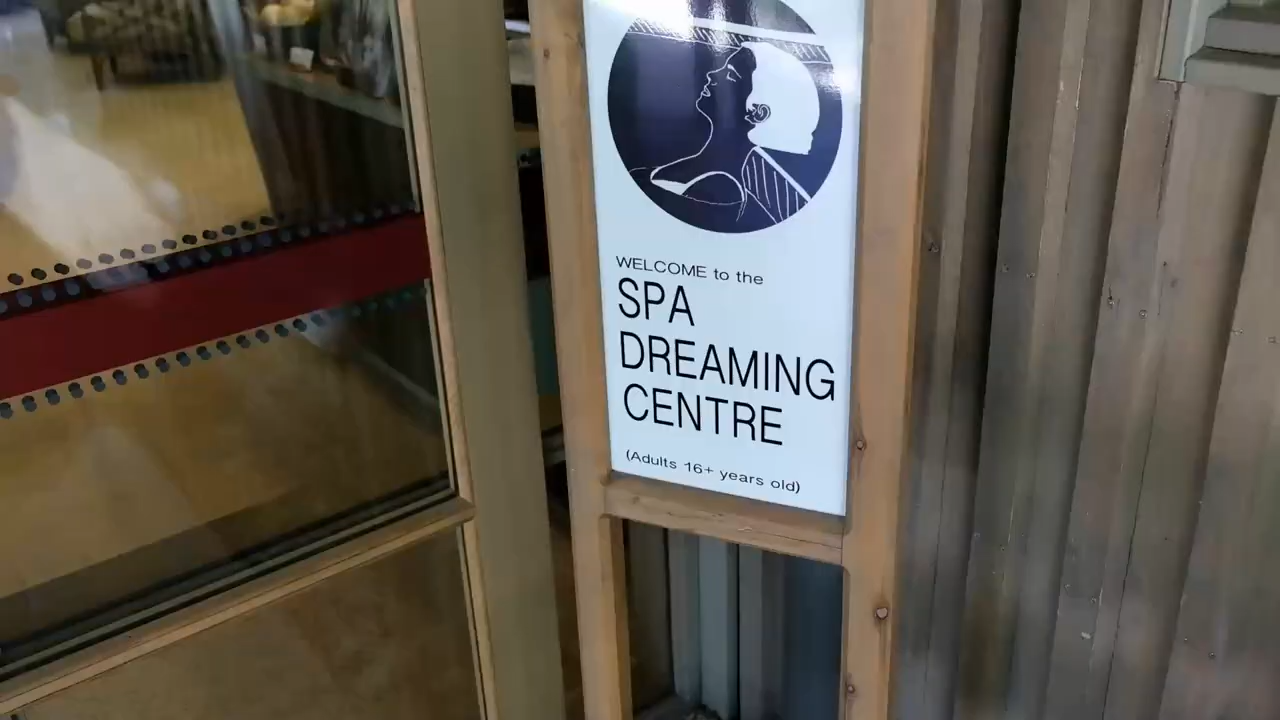 WELCOME to the
SPA
DREAMING
CENTRE
(Adults 16+ years old)